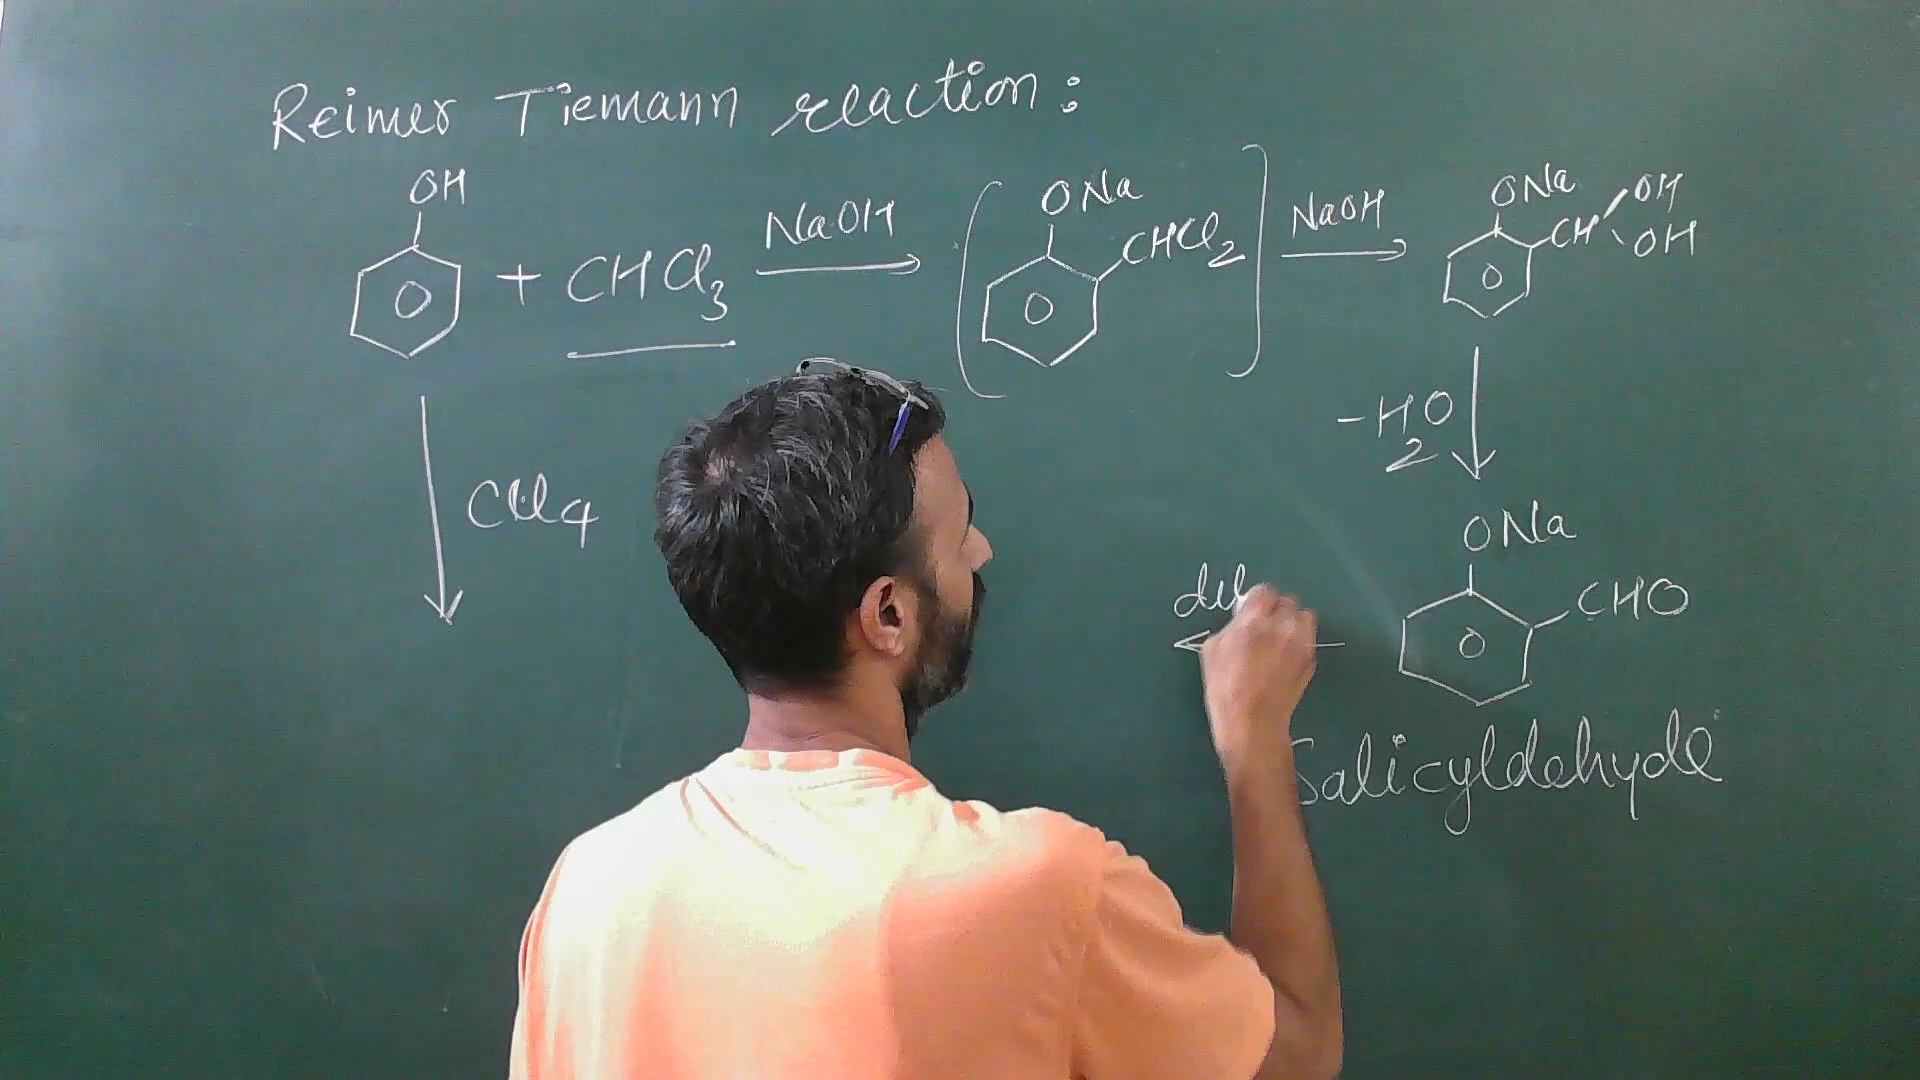 Reimer Tiemann reaction:
OH
+ CHCl3
NaOH
ONa
CHCl2
NaOH
ONa
CH
OH
OH
-H2O
CCl4
ONa
CHO
Salicyldehyde